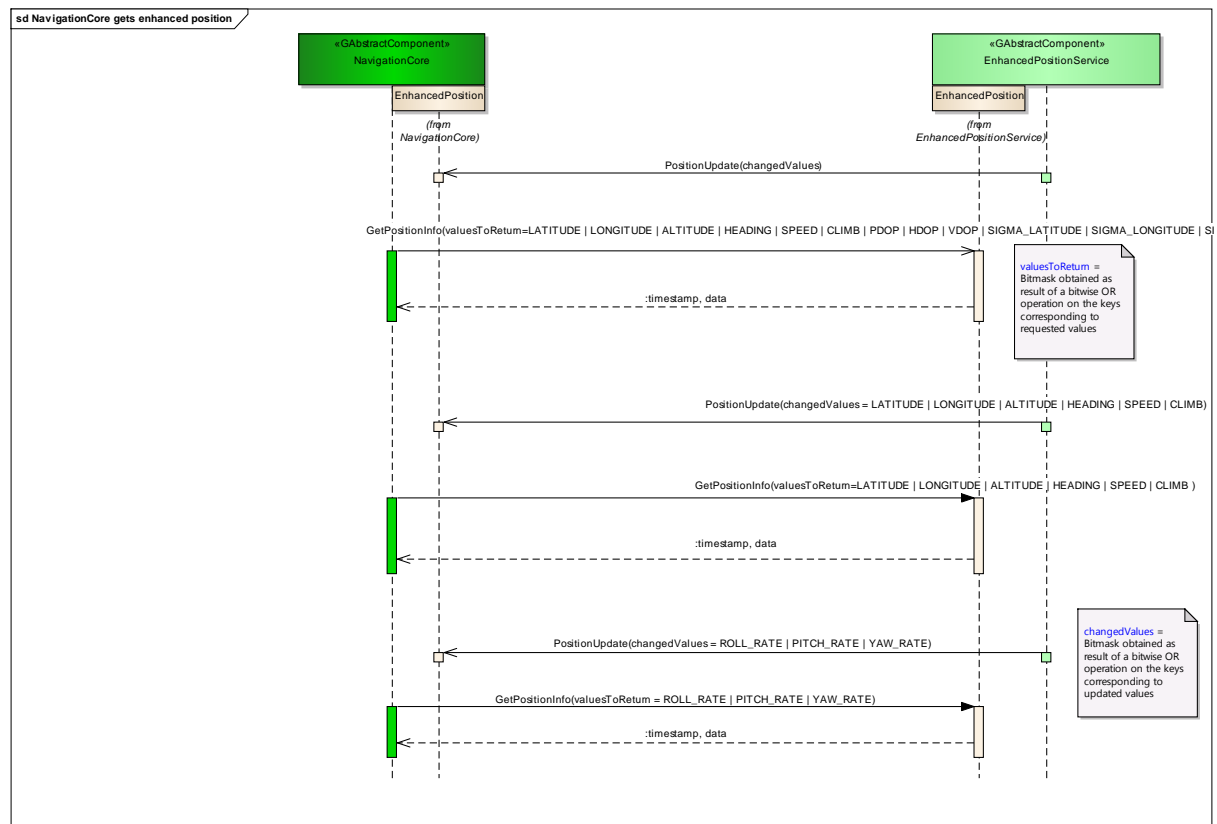 sd NavigationCore gets enhanced position
«GAbstractComponent»
NavigationCore
«GAbstractComponent»
EnhancedPositionService
EnhancedPosition
EnhancedPosition
(from
NavigationCore)
(from
EnhancedPositionService)
PositionUpdate(changedValues)
GetPositionInfo(valuesToReturn=LATITUDE | LONGITUDE | ALTITUDE | HEADING | SPEED | CLIMB | PDOP | HDOP | VDOP | SIGMA_LATITUDE | SIGMA_LONGITUDE | SI
valuesToReturn =
Bitmask obtained as
result of a bitwise OR
operation on the keys
corresponding to
requested values
:timestamp, data
PositionUpdate(changedValues = LATITUDE | LONGITUDE | ALTITUDE | HEADING | SPEED | CLIMB)
GetPositionInfo(valuesToReturn=LATITUDE | LONGITUDE | ALTITUDE | HEADING | SPEED | CLIMB )
:timestamp, data
changedValues =
Bitmask obtained as
result of a bitwise OR
operation on the keys
corresponding to
updated values
PositionUpdate(changedValues = ROLL_RATE | PITCH_RATE | YAW_RATE)
GetPositionInfo(valuesToReturn = ROLL_RATE | PITCH_RATE | YAW_RATE)
:timestamp, data